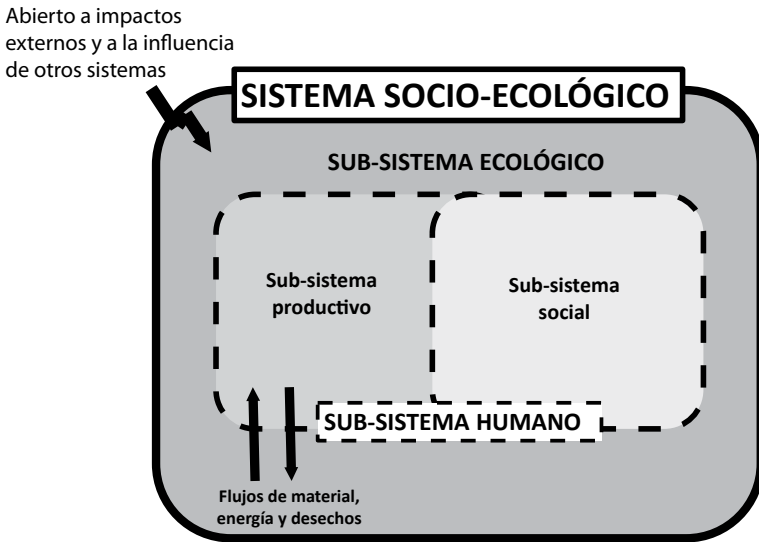 Abierto a impactos
externos y a la influencia
de otros sistemas
SISTEMA SOCIO-ECOLÓGICO
SUB-SISTEMA ECOLÓGICO
Sub-sistema
productivo
Sub-sistema
social
SUB-SISTEMA HUMANO
Flujos de material,
energía y desechos